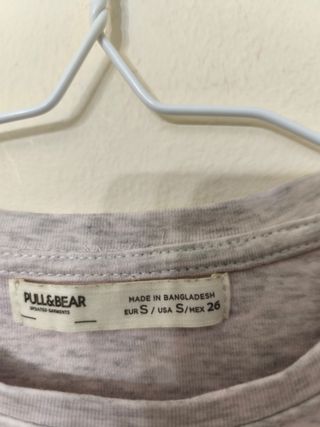 PULL&BEAR
UPDATED GARMENTS
MADE IN BANGLADESH
EUR S / USA S / MEX 26